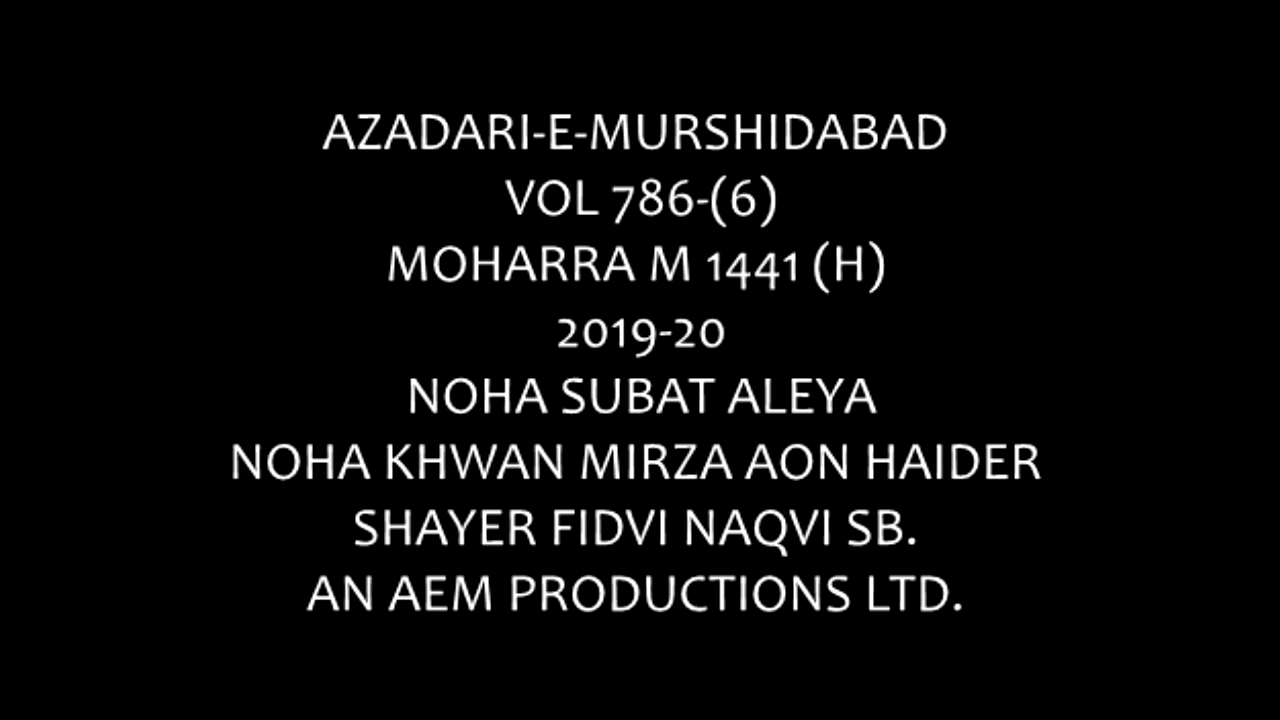 AZADARI-E-MURSHIDABAD
VOL 786-(6)
MOHARRA M 1441 (H)
2019-20
NOHA SUBAT ALEYA
NOHA KHWAN MIRZA AON HAIDER
SHAYER FIDVI NAQVI SB.
AN AEM PRODUCTIONS LTD.